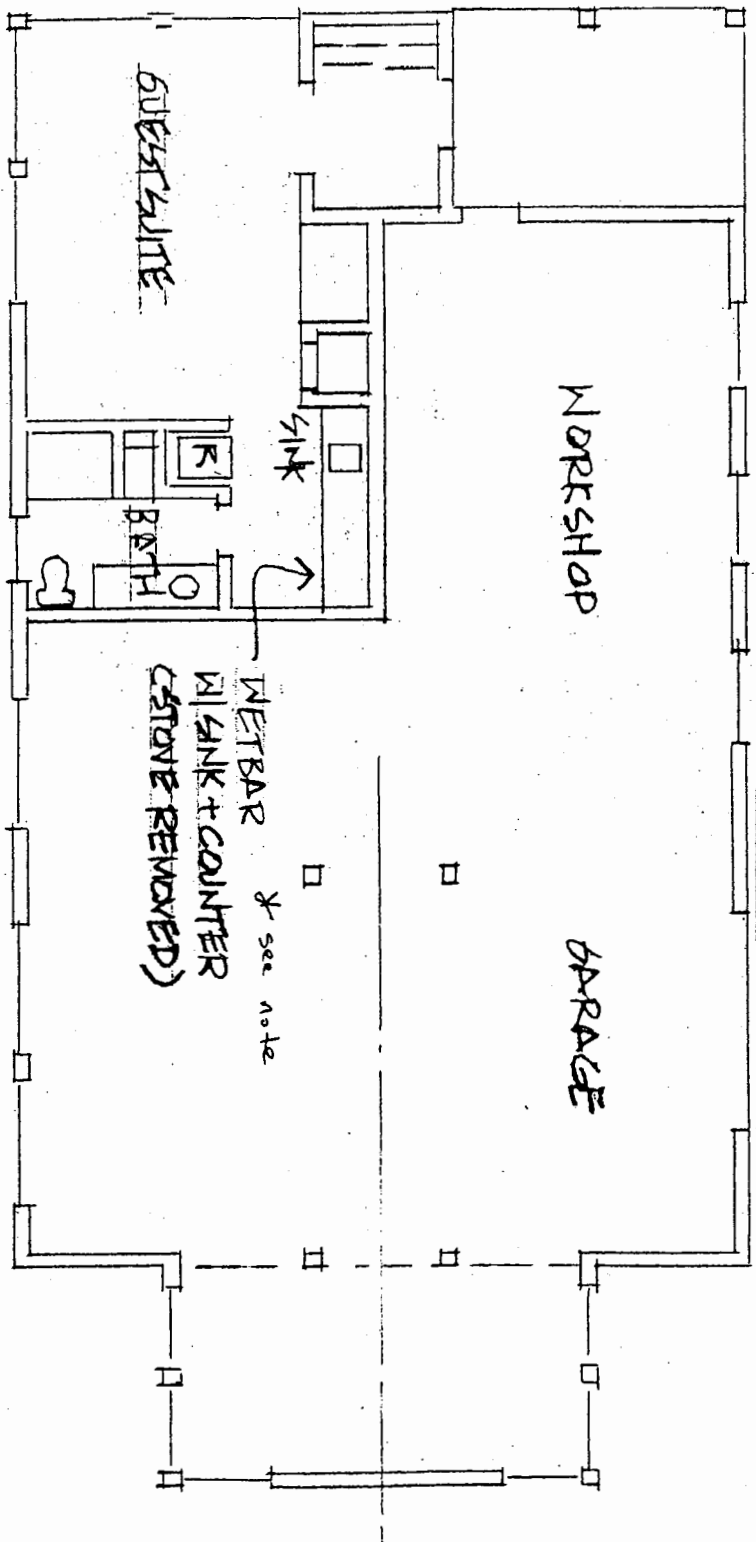 GUEST SUITE
WORKSHOP
GARAGE
SINK
R
BATH
WETBAR * see note
W/SINK + COUNTER
(STOVE REMOVED)